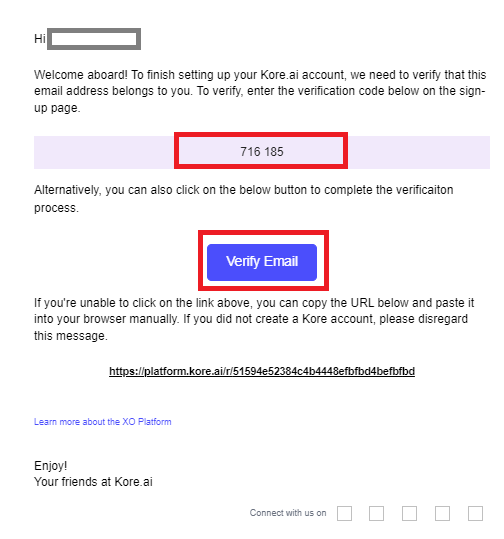 Hi
Welcome aboard! To finish setting up your Kore.ai account, we need to verify that this
email address belongs to you. To verify, enter the verification code below on the sign-
up page.
716 185
Alternatively, you can also click on the below button to complete the verificaiton
process.
Verify Email
If you're unable to click on the link above, you can copy the URL below and paste it
into your browser manually. If you did not create a Kore account, please disregard
this message.
https://platform.kore.ai/r/51594e52384c4b4448efbfbd4befbfbd
Learn more about the XO Platform
Enjoy!
Your friends at Kore.ai
Connect with us on